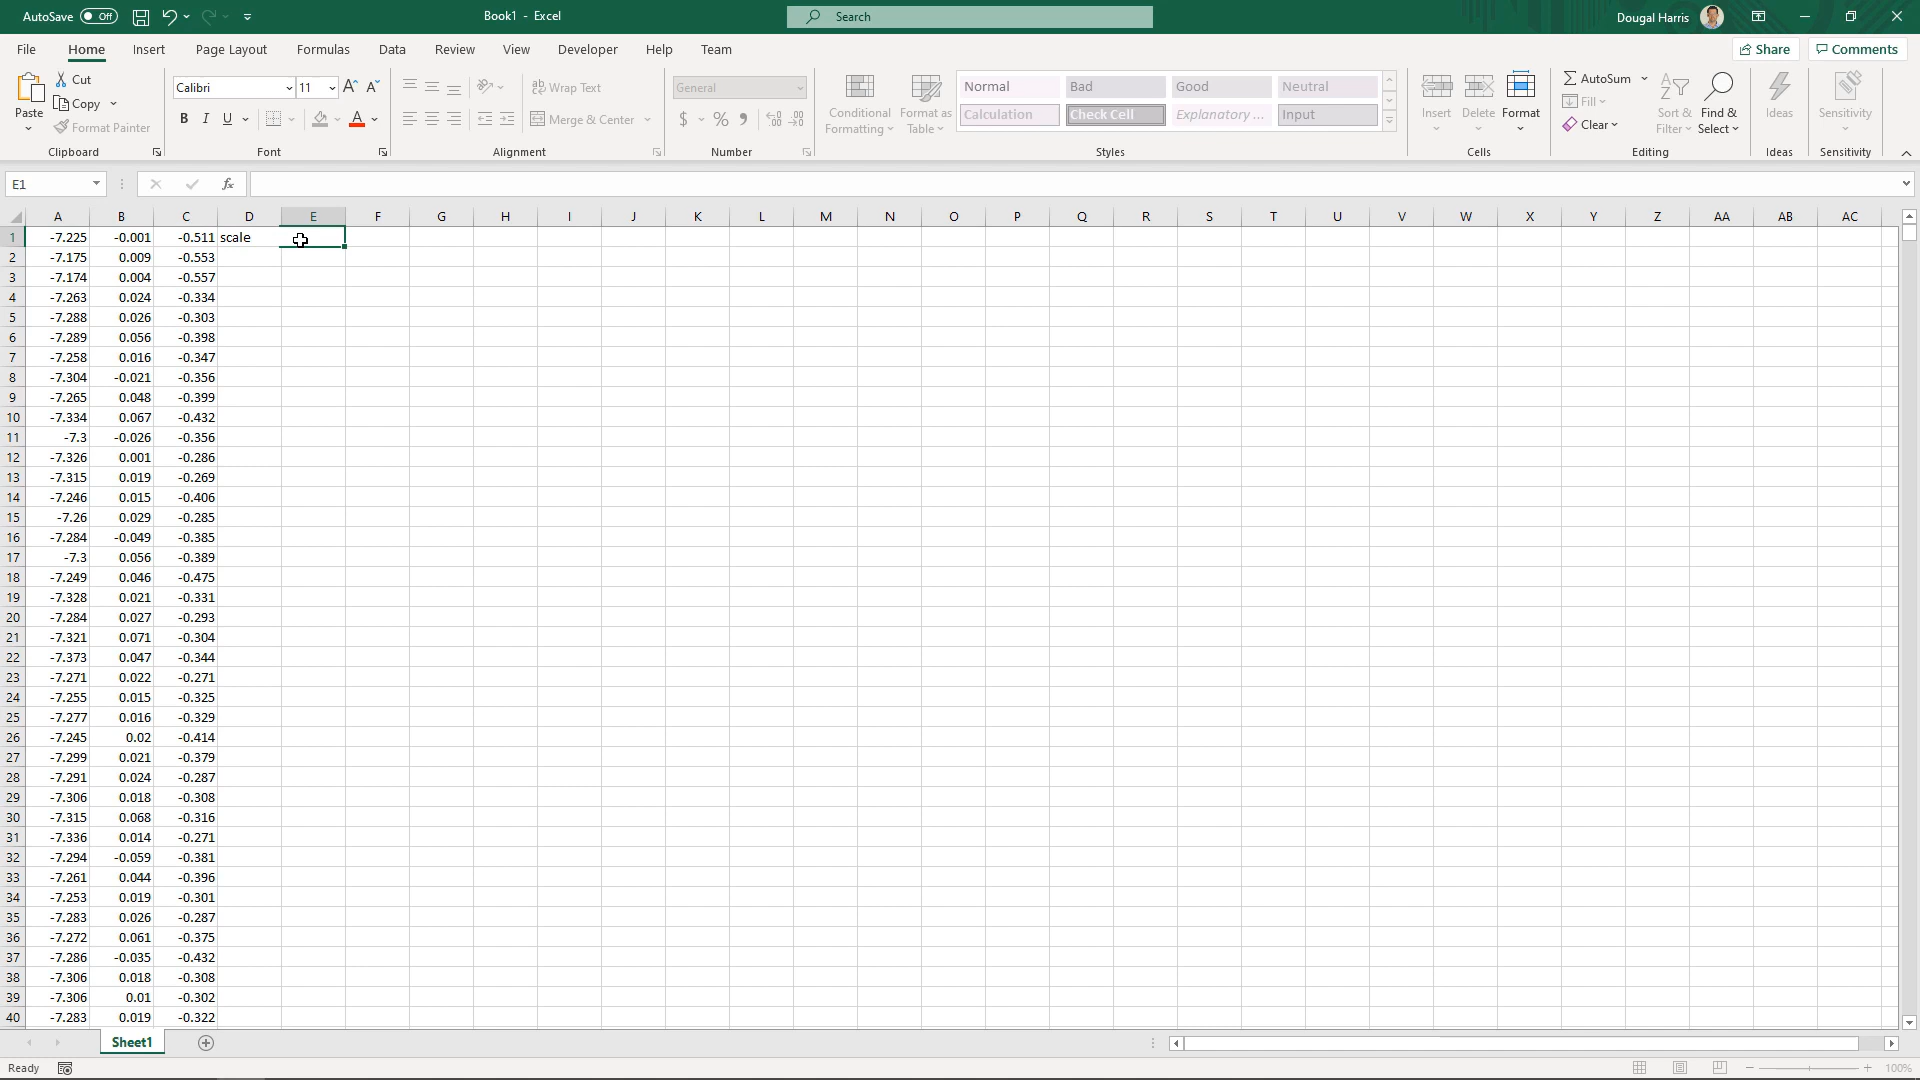 AutoSave Off Book1 - Excel Search Dougal Harris
File Home Insert Page Layout Formulas Data Review View Developer Help Team Share Comments
Paste Cut Copy Format Painter
Calibri 11 B I U A
Wrap Text Merge & Center
General $ % 9
Conditional Formatting Format as Table
Normal Bad Good Neutral
Calculation Check Cell Explanatory ... Input
Insert Delete Format
AutoSum Fill Clear Sort & Filter Find & Select
Ideas Sensitivity
Clipboard Font Alignment Number Styles Cells Editing Ideas Sensitivity
E1 fx
A B C D E F G H I J K L M N O P Q R S T U V W X Y Z AA AB AC
1 -7.225 -0.001 -0.511 scale
2 -7.175 0.009 -0.553
3 -7.174 0.004 -0.557
4 -7.263 0.024 -0.334
5 -7.288 0.026 -0.303
6 -7.289 0.056 -0.398
7 -7.258 0.016 -0.347
8 -7.304 -0.021 -0.356
9 -7.265 0.048 -0.399
10 -7.334 0.067 -0.432
11 -7.3 -0.026 -0.356
12 -7.326 0.001 -0.286
13 -7.315 0.019 -0.269
14 -7.246 0.015 -0.406
15 -7.26 0.029 -0.285
16 -7.284 -0.049 -0.385
17 -7.3 0.056 -0.389
18 -7.249 0.046 -0.475
19 -7.328 0.021 -0.331
20 -7.284 0.027 -0.293
21 -7.321 0.071 -0.304
22 -7.373 0.047 -0.344
23 -7.271 0.022 -0.271
24 -7.255 0.015 -0.325
25 -7.277 0.016 -0.329
26 -7.245 0.02 -0.414
27 -7.299 0.021 -0.379
28 -7.291 0.024 -0.287
29 -7.306 0.018 -0.308
30 -7.315 0.068 -0.316
31 -7.336 0.014 -0.271
32 -7.294 -0.059 -0.381
33 -7.261 0.044 -0.396
34 -7.253 0.019 -0.301
35 -7.283 0.026 -0.287
36 -7.272 0.061 -0.375
37 -7.286 -0.035 -0.432
38 -7.306 0.018 -0.308
39 -7.306 0.01 -0.302
40 -7.283 0.019 -0.322
Sheet1
Ready 100%